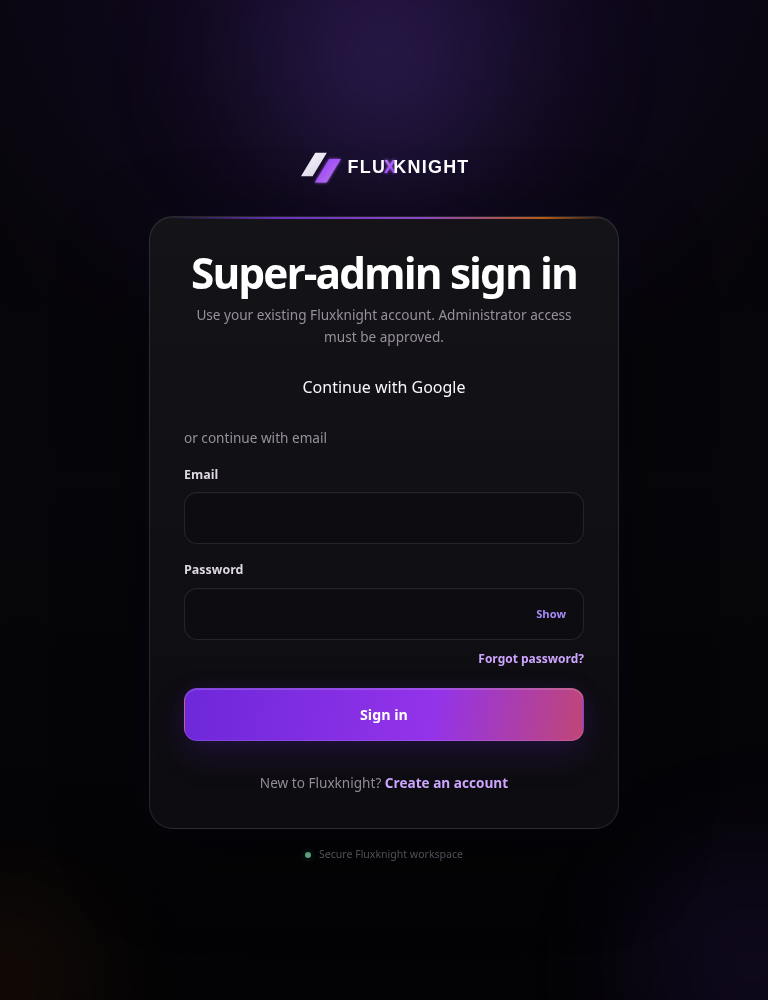 FLUXKNIGHT
Super-admin sign in
Use your existing Fluxknight account. Administrator access
must be approved.
Continue with Google
or continue with email
Email
Password
Show
Forgot password?
Sign in
New to Fluxknight? Create an account
Secure Fluxknight workspace